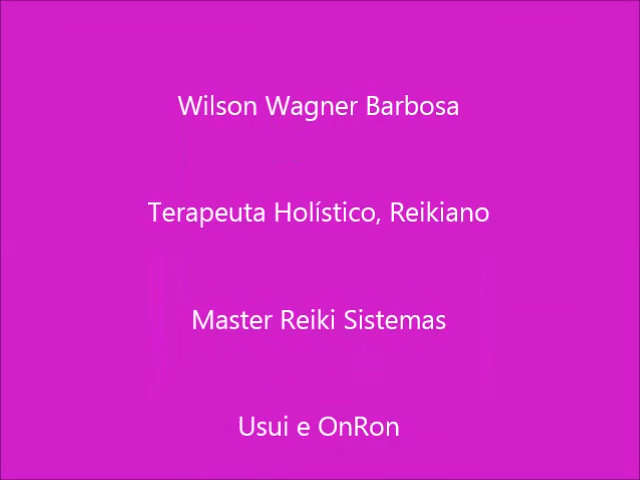 Wilson Wagner Barbosa
Terapeuta Holístico, Reikiano
Master Reiki Sistemas
Usui e OnRon